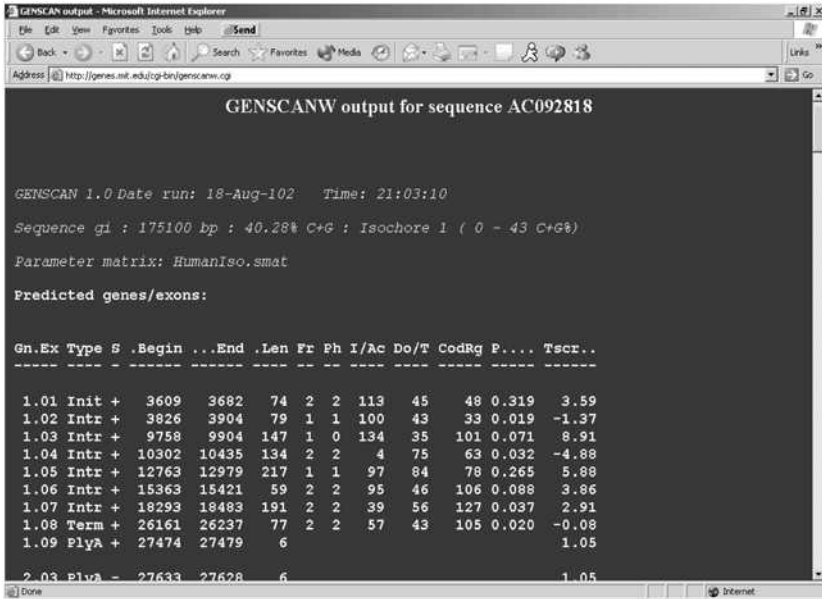 GENSCAN output - Microsoft Internet Explorer
File Edit View Favorites Tools Help Send
Back Search Favorites Media Links »
Address http://genes.mit.edu/cgi-bin/genscanw.cgi Go
GENSCANW output for sequence AC092818
GENSCAN 1.0 Date run: 18-Aug-102 Time: 21:03:10
Sequence gi : 175100 bp : 40.28% C+G : Isochore 1 ( 0 - 43 C+G%)
Parameter matrix: HumanIso.smat
Predicted genes/exons:
Gn.Ex Type S .Begin ...End .Len Fr Ph I/Ac Do/T CodRg P.... Tscr..
----- ---- - ------ ------ ---- -- -- ---- ---- ----- ----- ------
1.01 Init + 3609 3682 74 2 2 113 45 48 0.319 3.59
1.02 Intr + 3826 3904 79 1 1 100 43 33 0.019 -1.37
1.03 Intr + 9758 9904 147 1 0 134 35 101 0.071 8.91
1.04 Intr + 10302 10435 134 2 2 4 75 63 0.032 -4.88
1.05 Intr + 12763 12979 217 1 1 97 84 78 0.265 5.88
1.06 Intr + 15363 15421 59 2 2 95 46 106 0.088 3.86
1.07 Intr + 18293 18483 191 2 2 39 56 127 0.037 2.91
1.08 Term + 26161 26237 77 2 2 57 43 105 0.020 -0.08
1.09 PlyA + 27474 27479 6 1.05
2.03 PlyA - 27633 27628 6 1.05
Done Internet